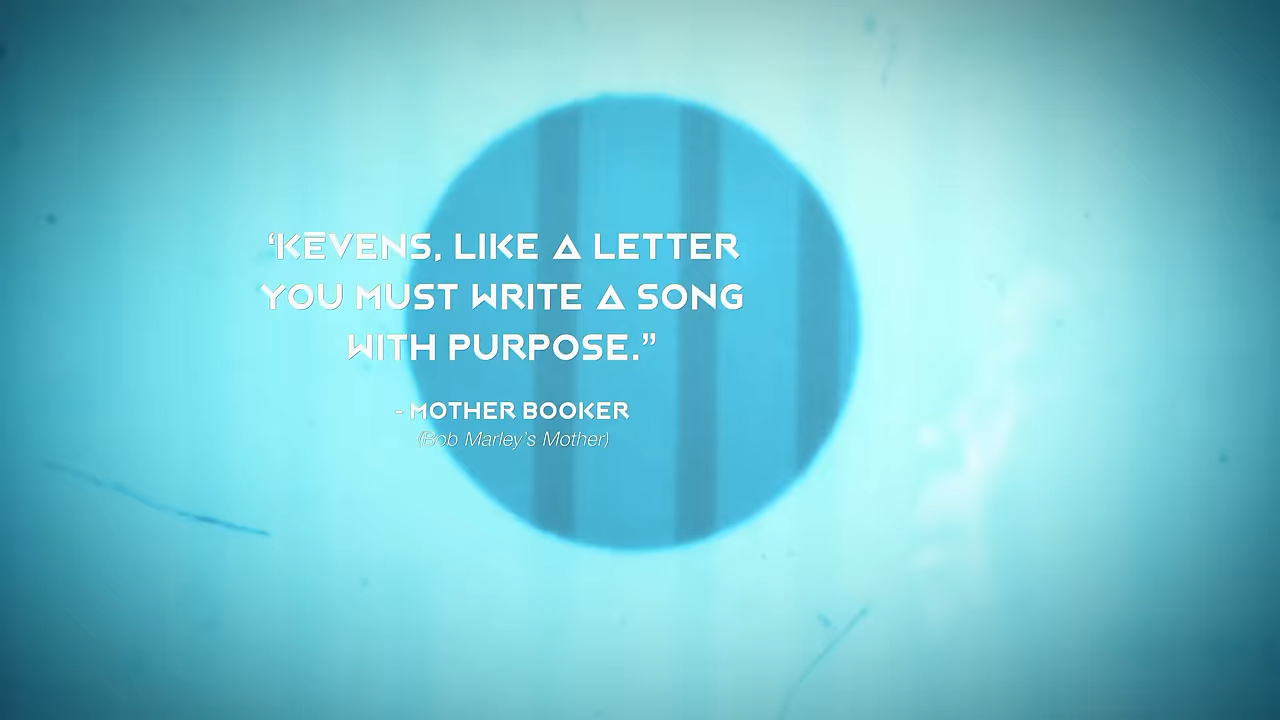 ‘KĒVENS, LIKE A LETTER
YOU MUST WRITE A SONG
WITH PURPOSE.”
- MOTHER BOOKER
(Bob Marley's Mother)